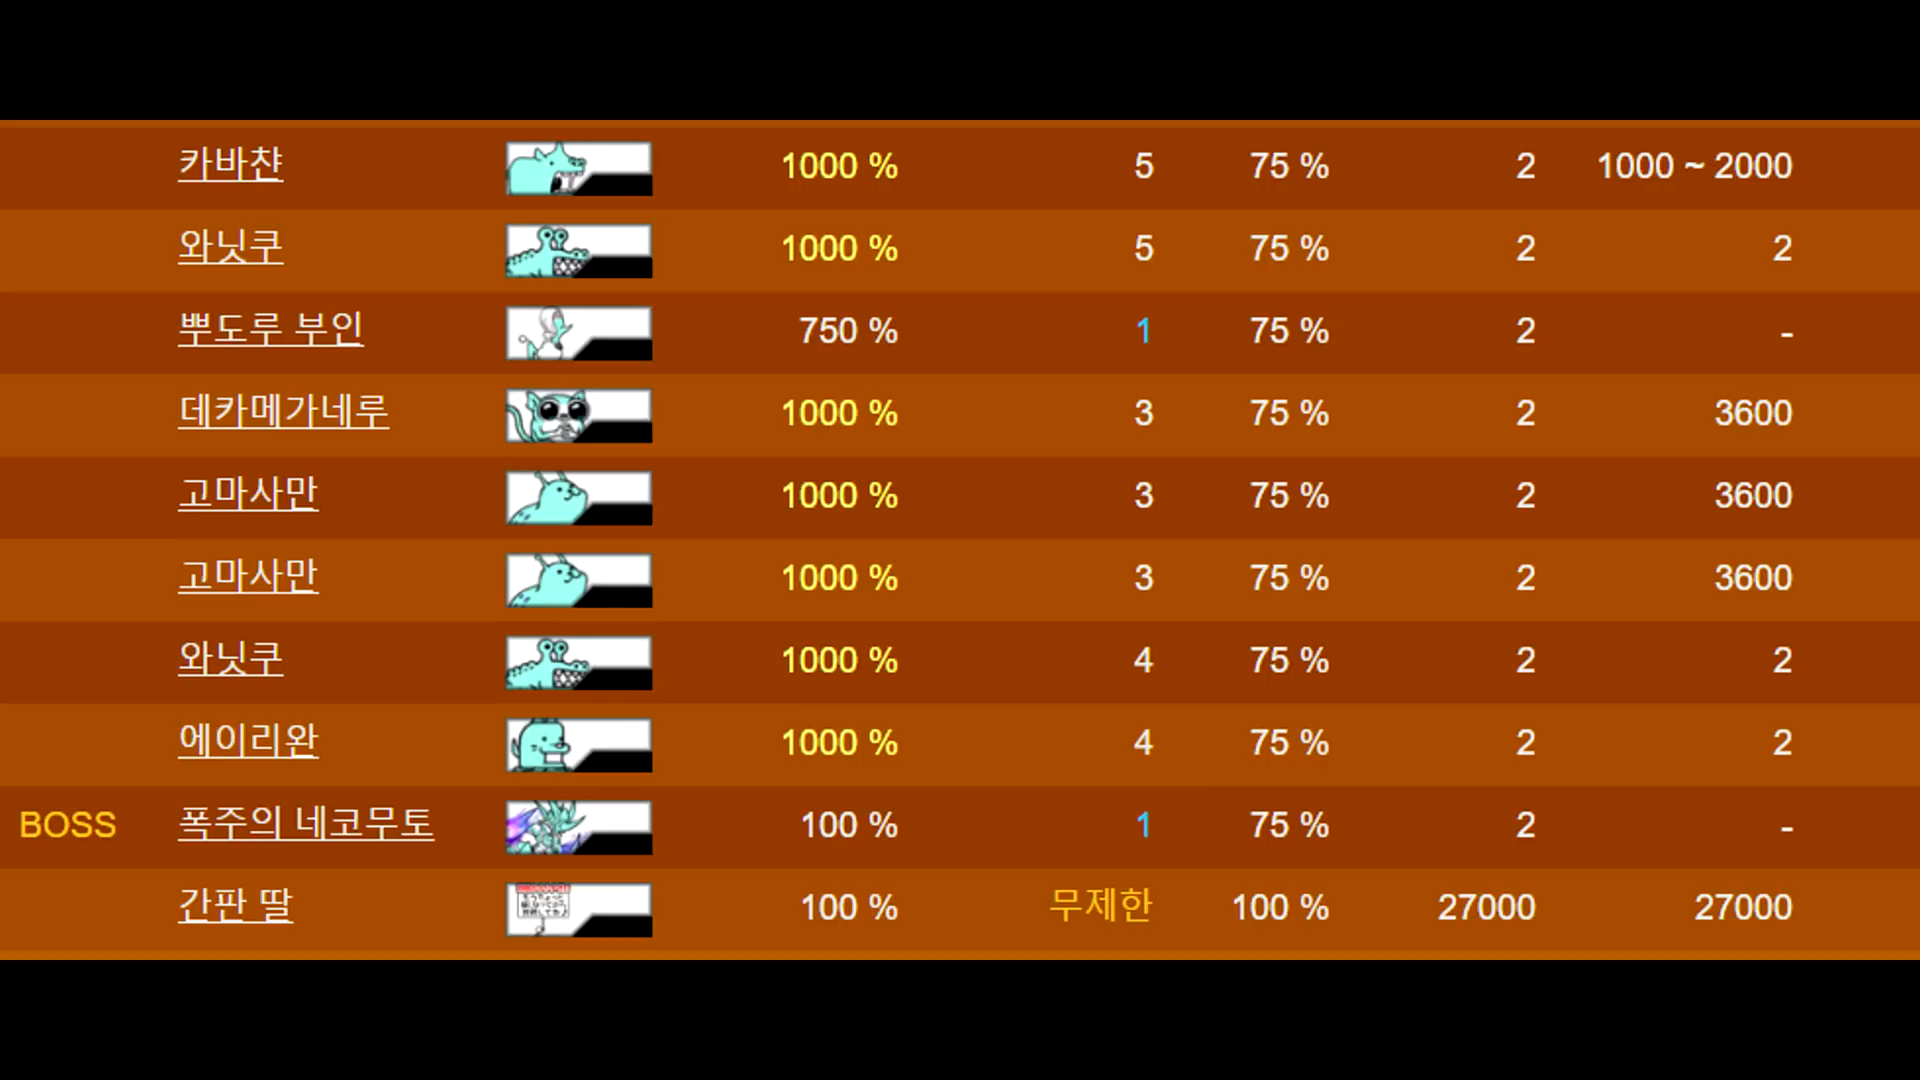 카바챤 1000 % 5 75 % 2 1000 ~ 2000
와닛쿠 1000 % 5 75 % 2 2
뿌도루 부인 750 % 1 75 % 2 -
데카메가네루 1000 % 3 75 % 2 3600
고마사만 1000 % 3 75 % 2 3600
고마사만 1000 % 3 75 % 2 3600
와닛쿠 1000 % 4 75 % 2 2
에이리완 1000 % 4 75 % 2 2
BOSS 폭주의 네코무토 100 % 1 75 % 2 -
간판 딸 100 % 무제한 100 % 27000 27000